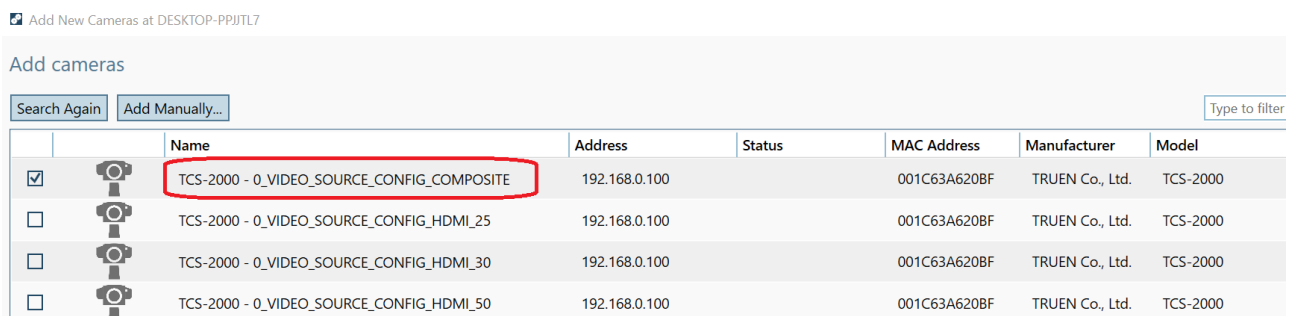 Add New Cameras at DESKTOP-PPJJTL7
Add cameras
Search Again Add Manually... Type to filter
Name Address Status MAC Address Manufacturer Model
TCS-2000 - 0_VIDEO_SOURCE_CONFIG_COMPOSITE 192.168.0.100 001C63A620BF TRUEN Co., Ltd. TCS-2000
TCS-2000 - 0_VIDEO_SOURCE_CONFIG_HDMI_25 192.168.0.100 001C63A620BF TRUEN Co., Ltd. TCS-2000
TCS-2000 - 0_VIDEO_SOURCE_CONFIG_HDMI_30 192.168.0.100 001C63A620BF TRUEN Co., Ltd. TCS-2000
TCS-2000 - 0_VIDEO_SOURCE_CONFIG_HDMI_50 192.168.0.100 001C63A620BF TRUEN Co., Ltd. TCS-2000